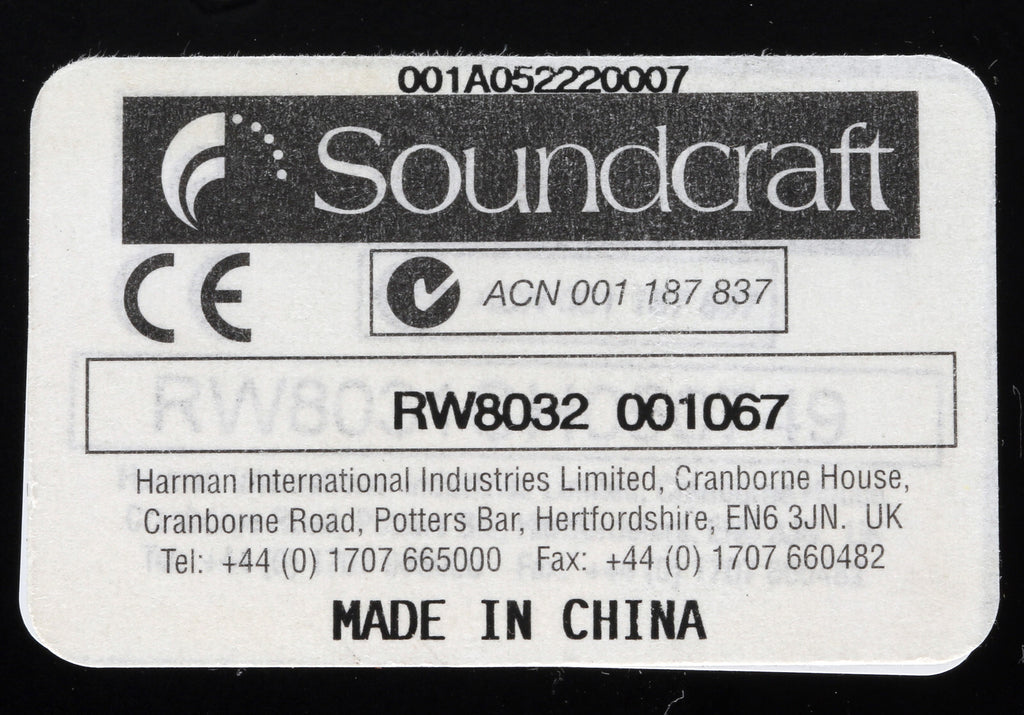 001A052220007
Soundcraft
CE
ACN 001 187 837
RW8032 001067
Harman International Industries Limited, Cranborne House,
Cranborne Road, Potters Bar, Hertfordshire, EN6 3JN. UK
Tel: +44 (0) 1707 665000 Fax: +44 (0) 1707 660482
MADE IN CHINA